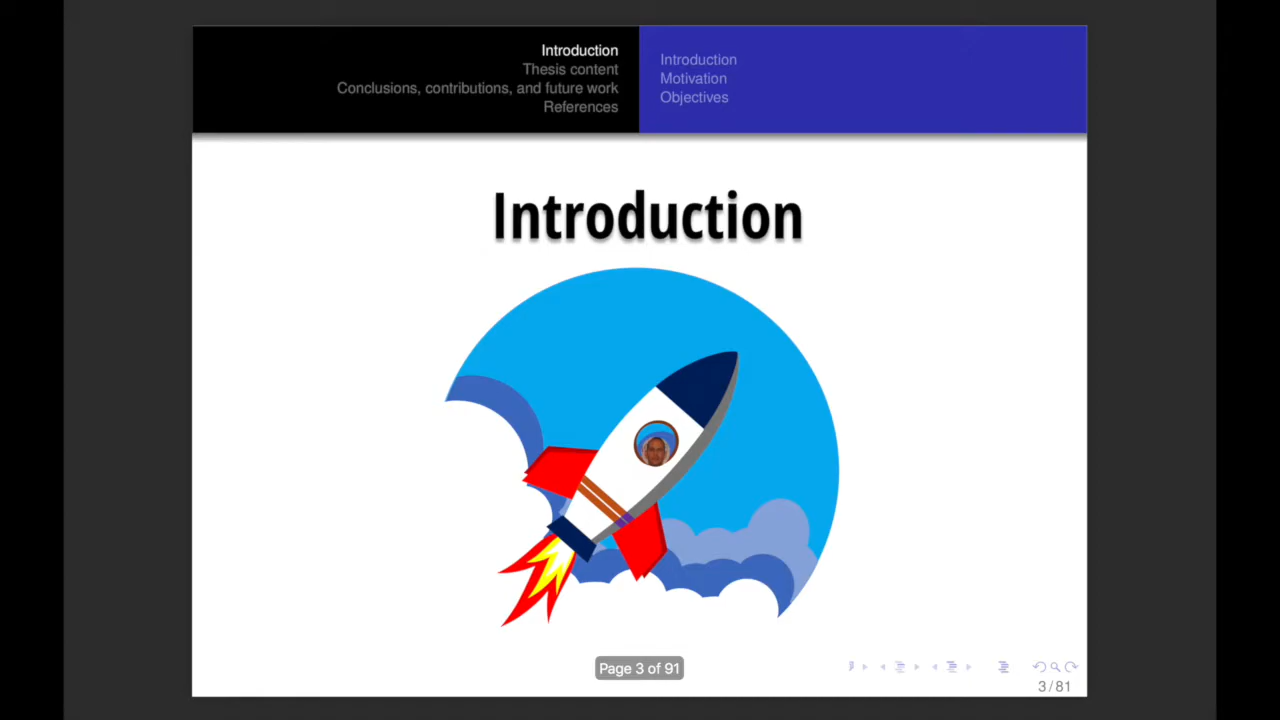 Introduction
Thesis content
Conclusions, contributions, and future work
References
Introduction
Motivation
Objectives
Introduction
Page 3 of 91
3 / 81